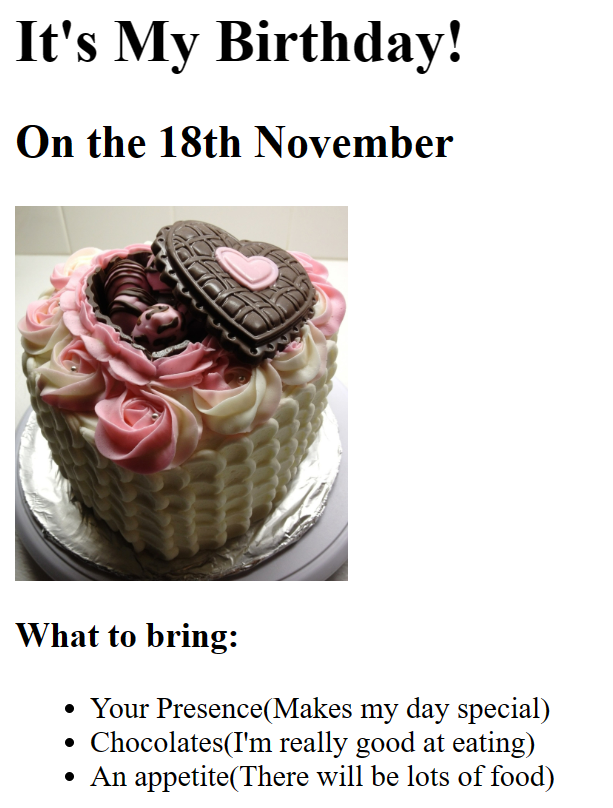 It's My Birthday!
On the 18th November
What to bring:
Your Presence(Makes my day special)
Chocolates(I'm really good at eating)
An appetite(There will be lots of food)